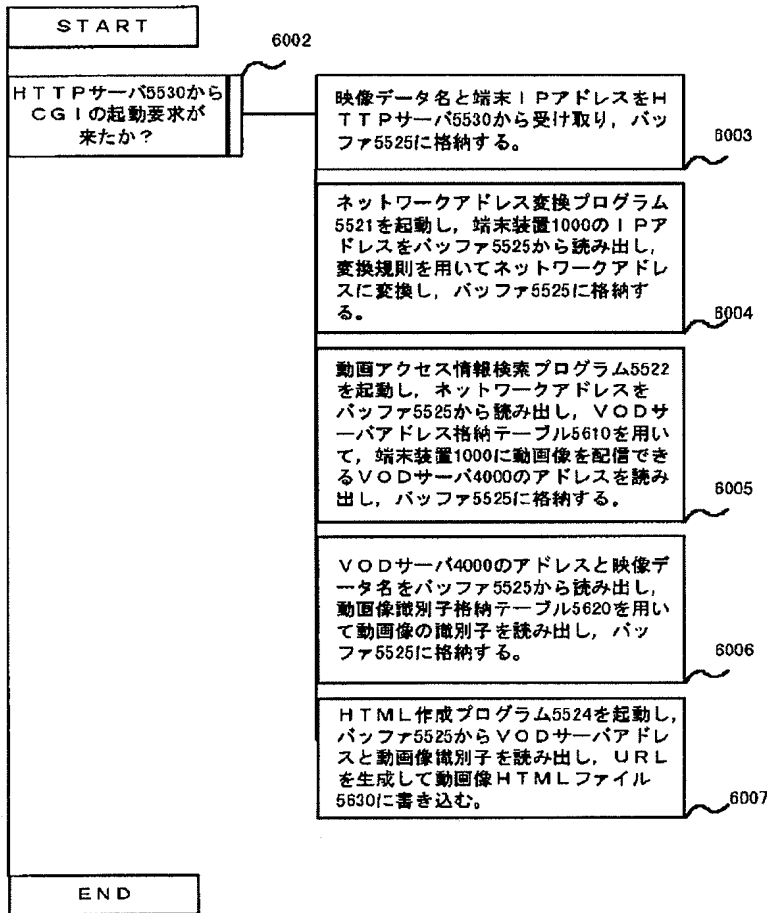 START
6002
HTTPサーバ5530から
CGIの起動要求が
来たか?
映像データ名と端末IPアドレスをH
TTPサーバ5530から受け取り,バッ
ファ5525に格納する。
6003
ネットワークアドレス変換プログラム
5521を起動し,端末装置1000のIPア
ドレスをバッファ5525から読み出し,
変換規則を用いてネットワークアドレ
スに変換し,バッファ5525に格納す
る。
6004
動画アクセス情報検索プログラム5522
を起動し,ネットワークアドレスを
バッファ5525から読み出し,VODサ
ーバアドレス格納テーブル5610を用い
て,端末装置1000に動画像を配信でき
るVODサーバ4000のアドレスを読み
出し,バッファ5525に格納する。
6005
VODサーバ4000のアドレスと映像デー
タ名をバッファ5525から読み出し,
動画像識別子格納テーブル5620を用い
て動画像の識別子を読み出し,バッ
ファ5525に格納する。
6006
HTML作成プログラム5524を起動し,
バッファ5525からVODサーバアドレス
と動画像識別子を読み出し,URL
を生成して動画像HTMLファイル
5630に書き込む。
6007
END